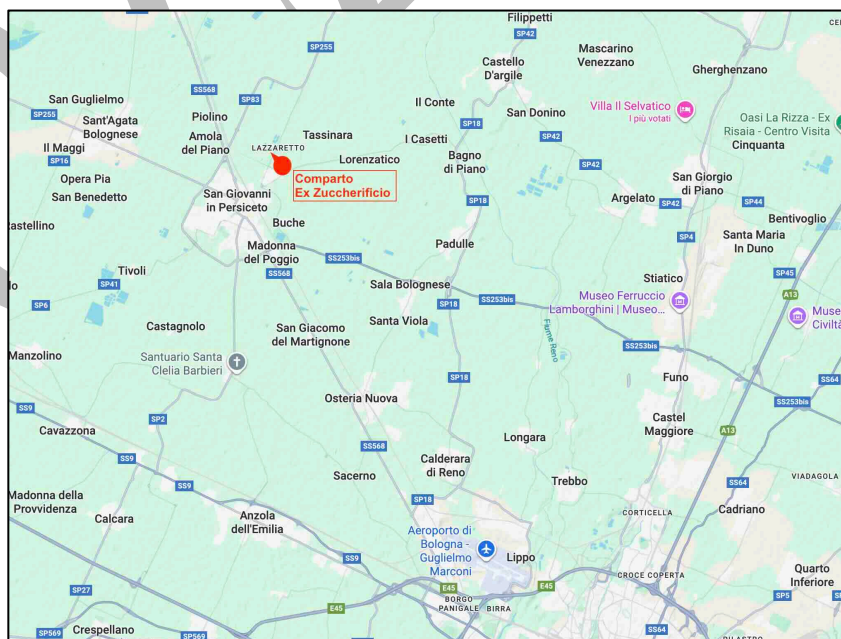 Filippetti
SP42
CE
SP255
Mascarino
Venezzano
Castello
D'argile
Gherghenzano
SS568
SP83
San Guglielmo
SP255
Sant'Agata
Bolognese
Piolino
Il Conte
San Donino
Villa Il Selvatico
I più votati
Oasi La Rizza - Ex
Risaia - Centro Visita
Cinquanta
Amola
del Piano
Tassinara
I Casetti
SP18
SP42
Il Maggi
SP16
LAZZARETTO
Lorenzatico
Bagno
di Piano
SP42
Opera Pia
San Benedetto
Comparto
Ex Zuccherificio
San Giorgio
di Piano
San Giovanni
in Persiceto
SP18
Argelato
SP42
SP44
Bentivoglio
astellino
Buche
SP4
Santa Maria
In Duno
Madonna
del Poggio
SS568
Padulle
SS253bis
Tivoli
SP41
Sala Bolognese
Stiatico
SP45
lo
SP6
SP18
SS253bis
Museo Ferruccio
Lamborghini | Museo...
A13
Muse
Civiltà
Castagnolo
San Giacomo
del Martignone
Santa Viola
Fiume Reno
SS253bis
Manzolino
Santuario Santa
Clelia Barbieri
SP18
Funo
SS253bis
SS64
Osteria Nuova
SS9
SP2
Cavazzona
Castel
Maggiore
A13
Longara
SS568
SS9
Calderara
di Reno
Sacerno
Trebbo
SS64
VIADAGOLA
SS9
Madonna della
Provvidenza
SP18
Calcara
Anzola
dell'Emilia
CORTICELLA
Cadriano
Aeroporto di
Bologna -
Guglielmo
Marconi
Lippo
SS9
CROCE COPERTA
Quarto
Inferiore
SP27
E45
E45
BORGO
PANIGALE
BIRRA
SP5
E45
Crespellano
SP569
SP569
SS64
PILASTRO